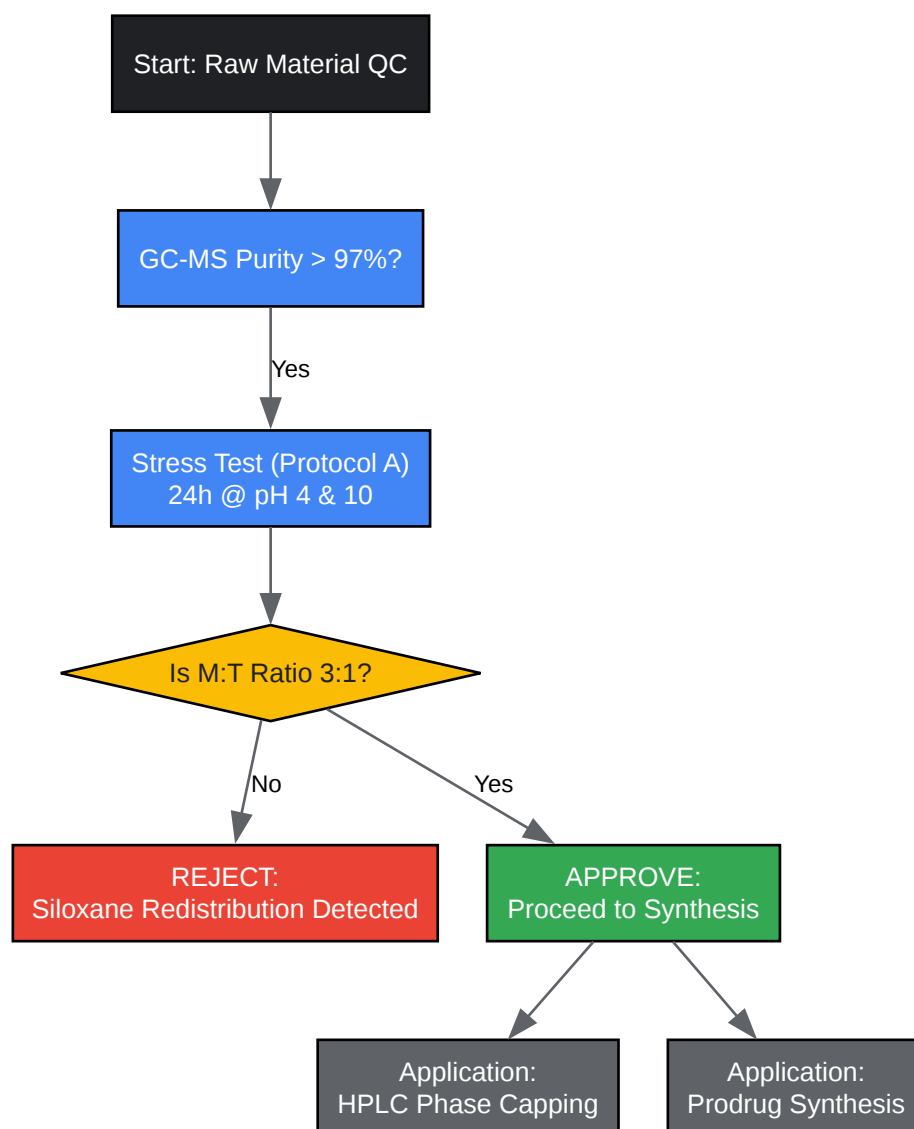 Start: Raw Material QC
GC-MS Purity > 97%?
Yes
Stress Test (Protocol A)
24h @ pH 4 & 10
Is M:T Ratio 3:1?
No
Yes
REJECT:
Siloxane Redistribution Detected
APPROVE:
Proceed to Synthesis
Application:
HPLC Phase Capping
Application:
Prodrug Synthesis